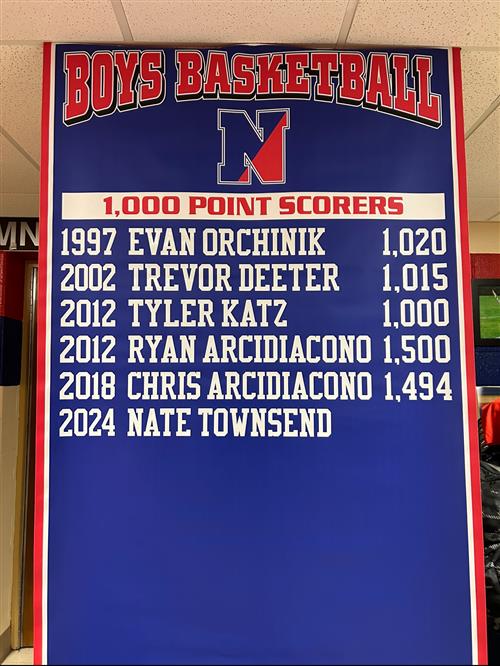 BOYS BASKETBALL
N
1,000 POINT SCORERS
1997 EVAN ORCHINIK 1,020
2002 TREVOR DEETER 1,015
2012 TYLER KATZ 1,000
2012 RYAN ARCIDIACONO 1,500
2018 CHRIS ARCIDIACONO 1,494
2024 NATE TOWNSEND
MN